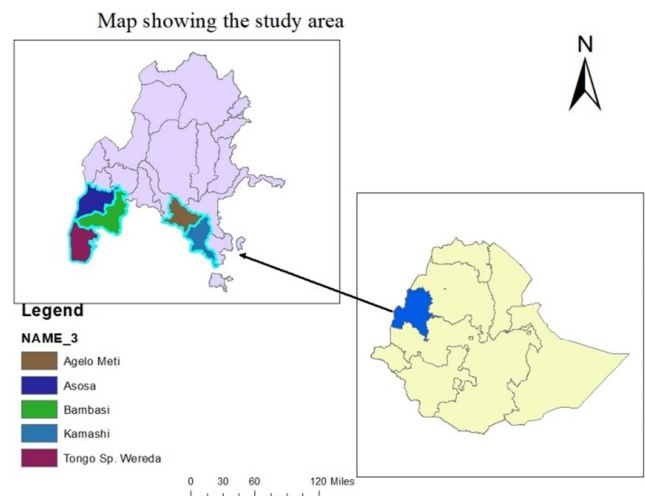 Map showing the study area
N
Legend
NAME_3
Agelo Meti
Asosa
Bambasi
Kamashi
Tongo Sp. Wereda
0 30 60 120 Miles